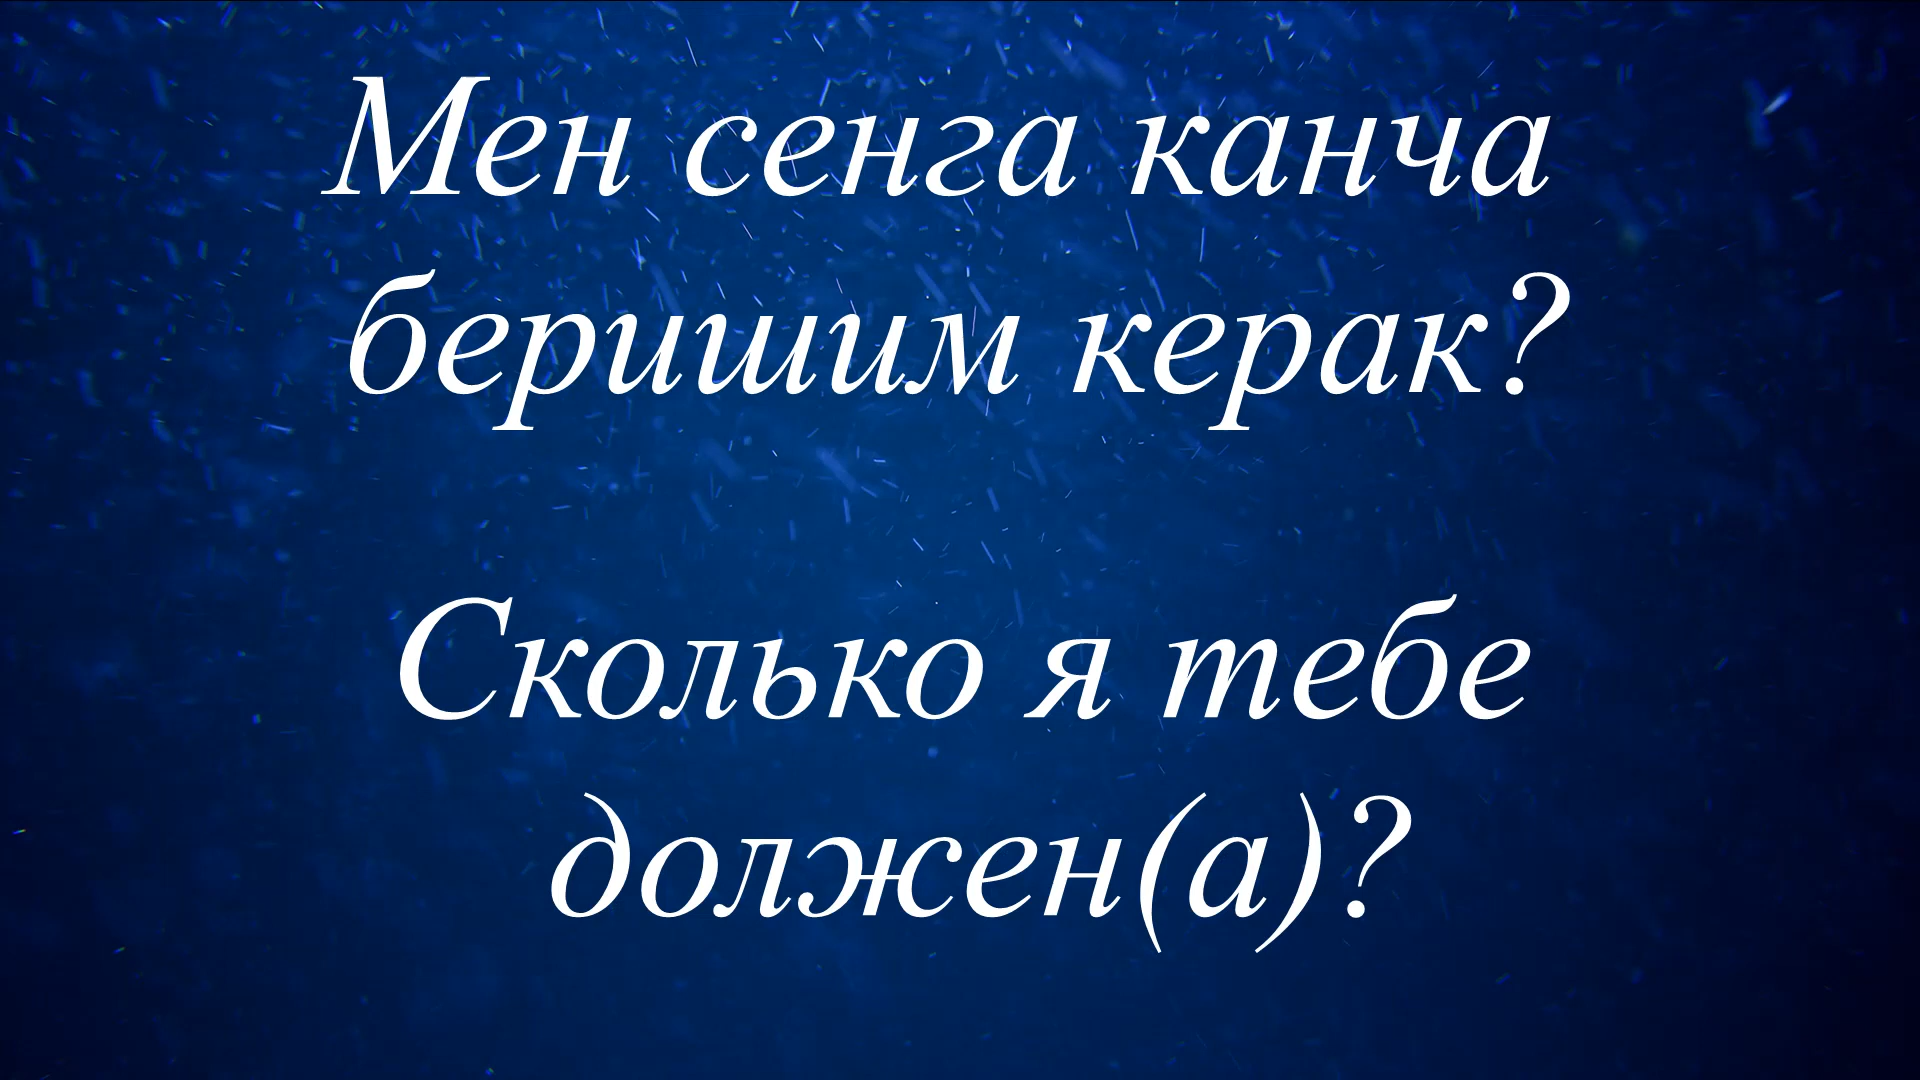 Мен сенга канча
беришим керак?
Сколько я тебе
должен(а)?